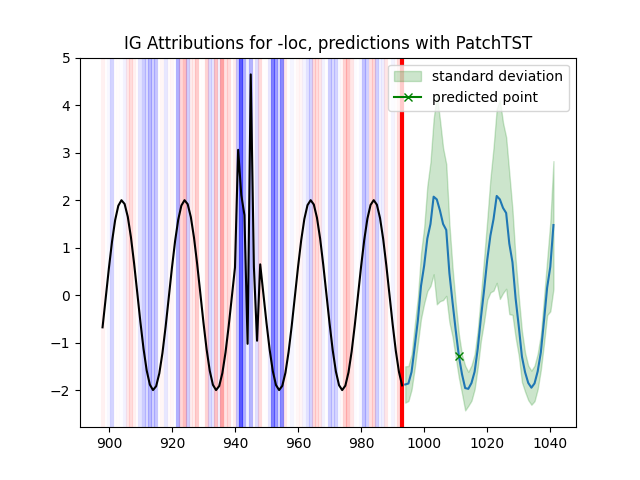 IG Attributions for -loc, predictions with PatchTST
standard deviation
predicted point
5
4
3
2
1
0
−1
−2
900 920 940 960 980 1000 1020 1040